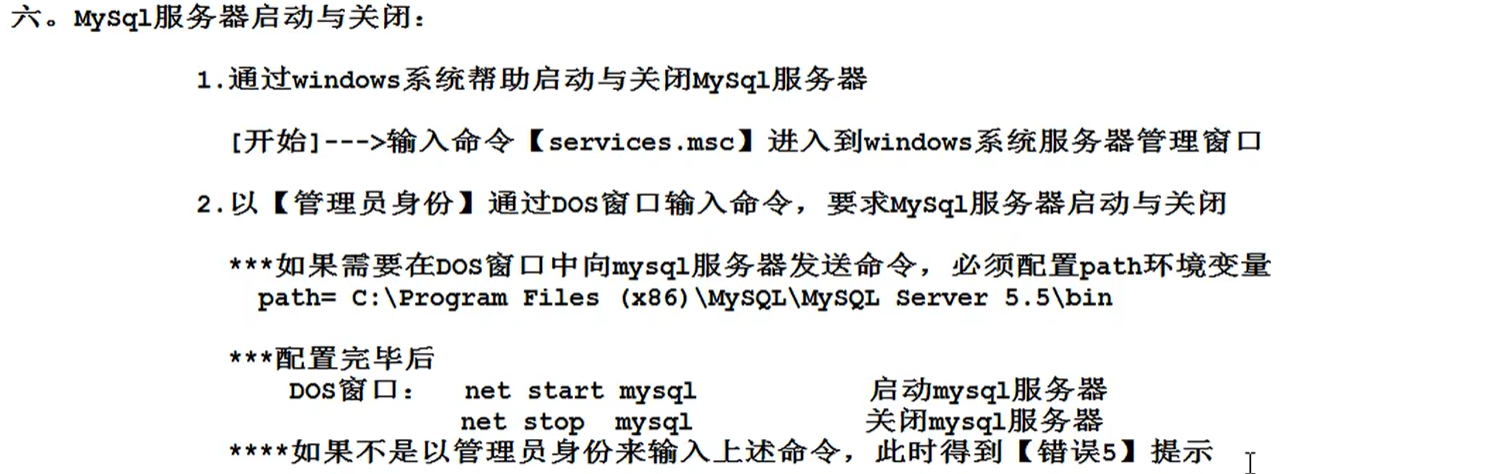 六。MySql服务器启动与关闭：
1.通过windows系统帮助启动与关闭MySql服务器
[开始]--->输入命令【services.msc】进入到windows系统服务器管理窗口
2.以【管理员身份】通过DOS窗口输入命令，要求MySql服务器启动与关闭
***如果需要在DOS窗口中向mysql服务器发送命令，必须配置path环境变量
path= C:\Program Files (x86)\MySQL\MySQL Server 5.5\bin
***配置完毕后
DOS窗口： net start mysql 启动mysql服务器
net stop mysql 关闭mysql服务器
****如果不是以管理员身份来输入上述命令，此时得到【错误5】提示